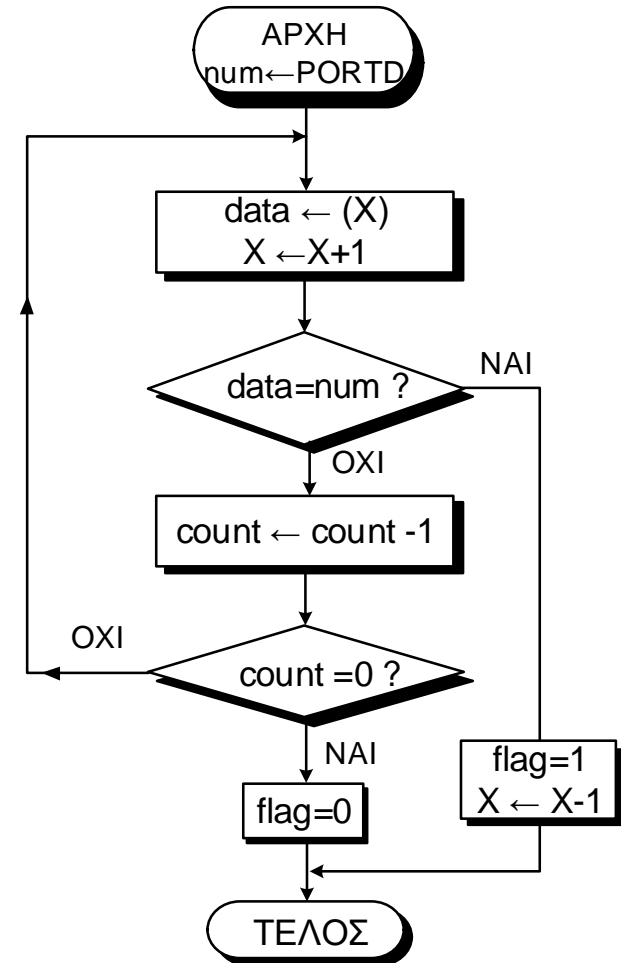 ΑΡΧΗ
num←PORTD
data ← (X)
X ←X+1
data=num ?
ΝΑΙ
ΟΧΙ
count ← count -1
ΟΧΙ
count =0 ?
ΝΑΙ
flag=1
X ← X-1
flag=0
ΤΕΛΟΣ